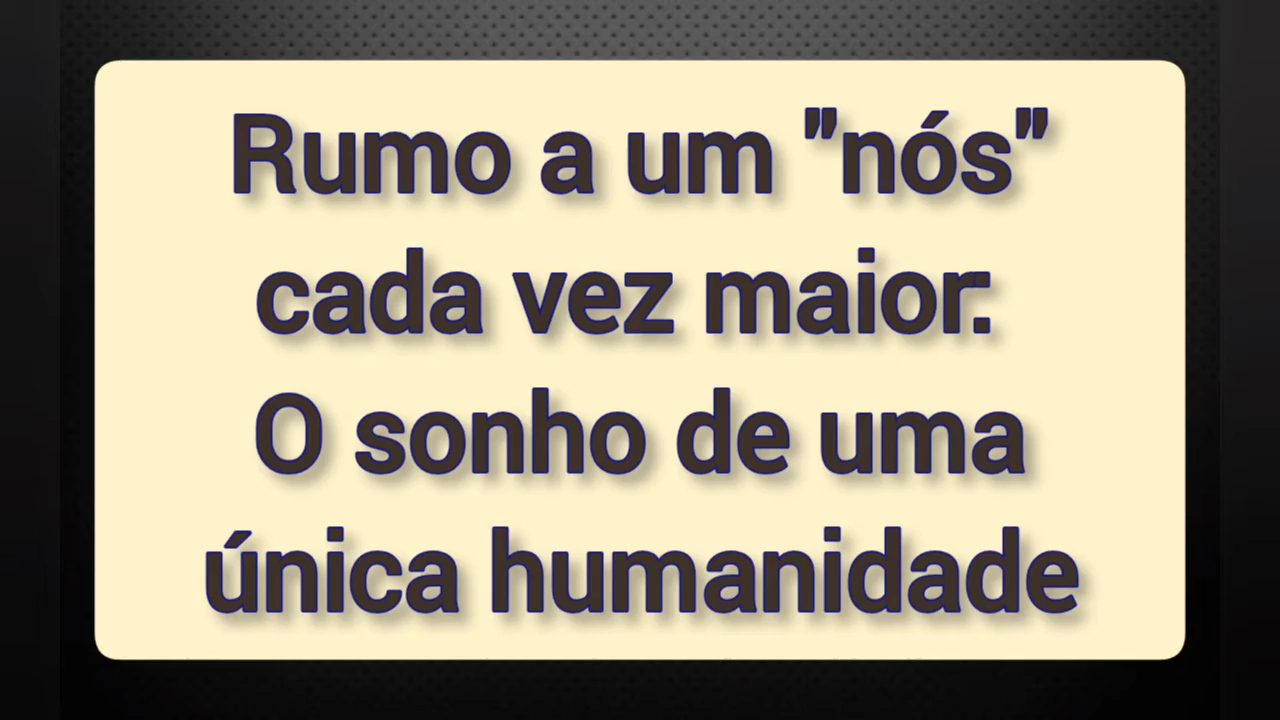 Rumo a um "nós"
cada vez maior:
O sonho de uma
única humanidade